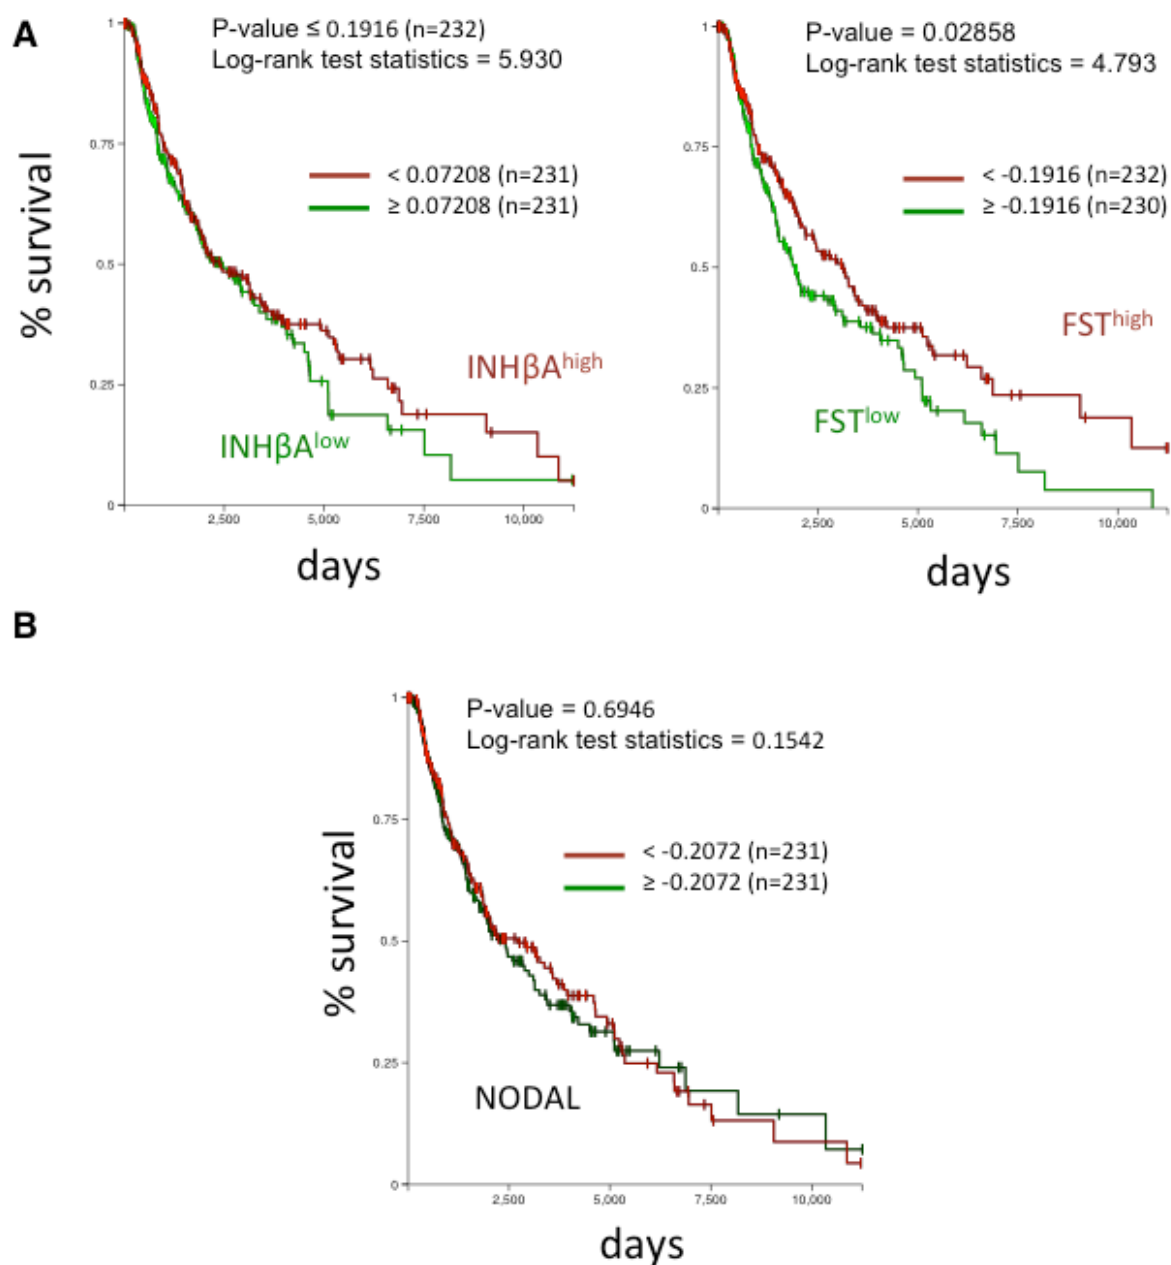 A
P-value ≤ 0.1916 (n=232)
Log-rank test statistics = 5.930
1
0.75
0.5
0.25
0
% survival
< 0.07208 (n=231)
≥ 0.07208 (n=231)
INHβA^high
INHβA^low
2,500 5,000 7,500 10,000
days
P-value = 0.02858
Log-rank test statistics = 4.793
1
0.75
0.5
0.25
0
< -0.1916 (n=232)
≥ -0.1916 (n=230)
FST^high
FST^low
2,500 5,000 7,500 10,000
days
B
P-value = 0.6946
Log-rank test statistics = 0.1542
1
0.75
0.5
0.25
0
% survival
< -0.2072 (n=231)
≥ -0.2072 (n=231)
NODAL
2,500 5,000 7,500 10,000
days